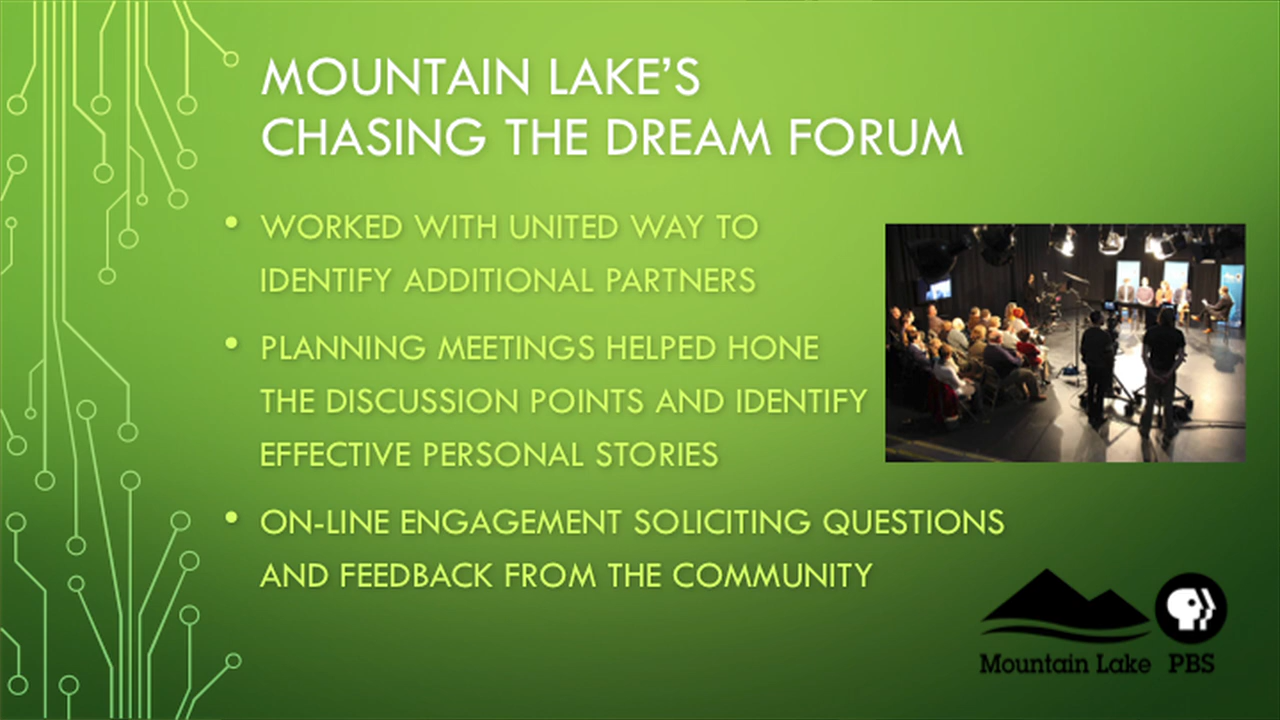 MOUNTAIN LAKE'S
CHASING THE DREAM FORUM
• WORKED WITH UNITED WAY TO
IDENTIFY ADDITIONAL PARTNERS
• PLANNING MEETINGS HELPED HONE
THE DISCUSSION POINTS AND IDENTIFY
EFFECTIVE PERSONAL STORIES
• ON-LINE ENGAGEMENT SOLICITING QUESTIONS
AND FEEDBACK FROM THE COMMUNITY
Mountain Lake PBS